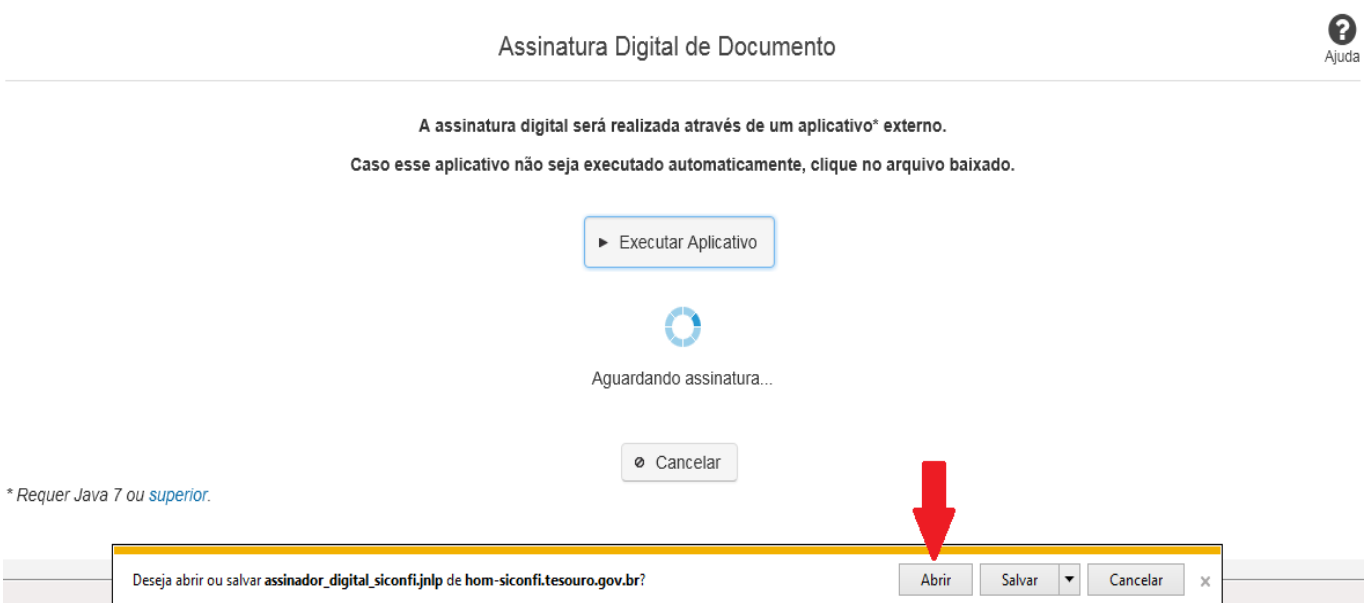 Assinatura Digital de Documento
Ajuda
A assinatura digital será realizada através de um aplicativo* externo.
Caso esse aplicativo não seja executado automaticamente, clique no arquivo baixado.
Executar Aplicativo
Aguardando assinatura...
Cancelar
* Requer Java 7 ou superior.
Deseja abrir ou salvar assinador_digital_siconfi.jnlp de hom-siconfi.tesouro.gov.br?
Abrir
Salvar
Cancelar